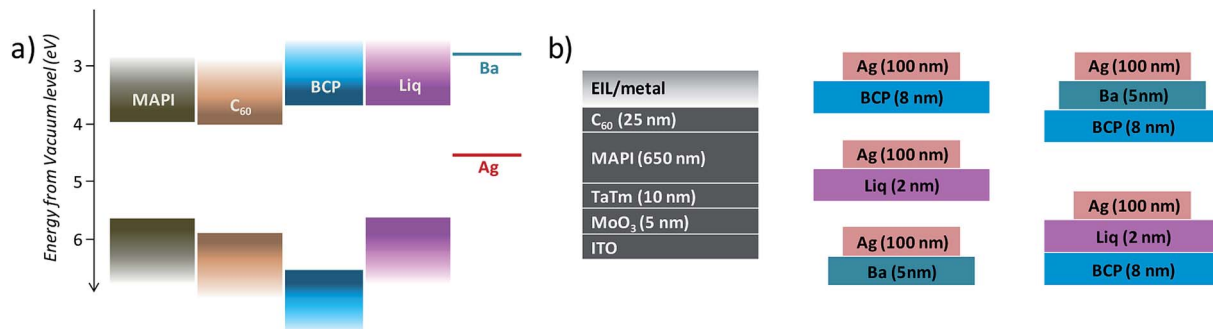 a)
Energy from Vacuum level (eV)
3
4
5
6
MAPI
C₆₀
BCP
Liq
Ba
Ag
b)
EIL/metal
C₆₀ (25 nm)
MAPI (650 nm)
TaTm (10 nm)
MoO₃ (5 nm)
ITO
Ag (100 nm)
BCP (8 nm)
Ag (100 nm)
Liq (2 nm)
Ag (100 nm)
Ba (5nm)
Ag (100 nm)
Ba (5nm)
BCP (8 nm)
Ag (100 nm)
Liq (2 nm)
BCP (8 nm)